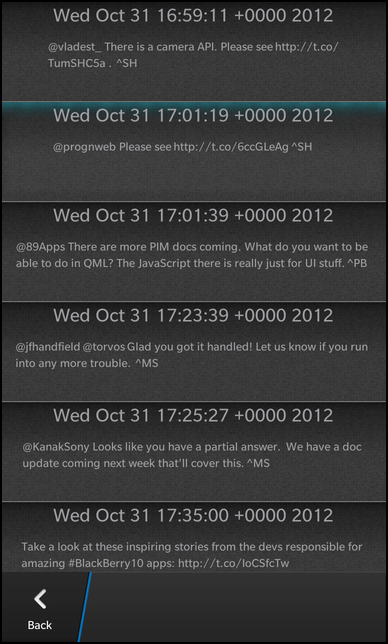 Wed Oct 31 16:59:11 +0000 2012
@vladest_ There is a camera API. Please see http://t.co/
TumSHC5a . ^SH
Wed Oct 31 17:01:19 +0000 2012
@prognweb Please see http://t.co/6ccGLeAg ^SH
Wed Oct 31 17:01:39 +0000 2012
@89Apps There are more PIM docs coming. What do you want to be
able to do in QML? The JavaScript there is really just for UI stuff. ^PB
Wed Oct 31 17:23:39 +0000 2012
@jfhandfield @torvos Glad you got it handled! Let us know if you run
into any more trouble. ^MS
Wed Oct 31 17:25:27 +0000 2012
@KanakSony Looks like you have a partial answer.  We have a doc
update coming next week that'll cover this. ^MS
Wed Oct 31 17:35:00 +0000 2012
Take a look at these inspiring stories from the devs responsible for
amazing #BlackBerry10 apps: http://t.co/IoCSfcTw
Back